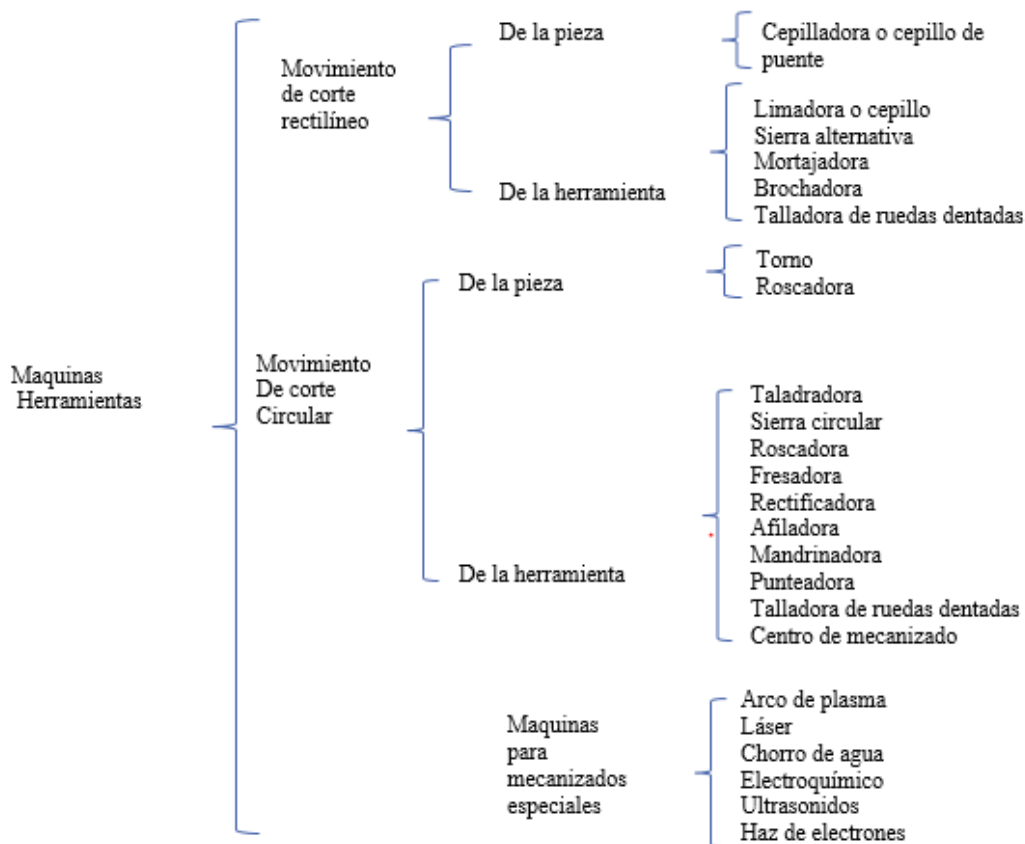 De la pieza
Cepilladora o cepillo de
puente
Movimiento
de corte
rectilíneo
Limadora o cepillo
Sierra alternativa
Mortajadora
Brochadora
Talladora de ruedas dentadas
De la herramienta
De la pieza
Torno
Roscadora
Maquinas
Herramientas
Movimiento
De corte
Circular
Taladradora
Sierra circular
Roscadora
Fresadora
Rectificadora
Afiladora
Mandrinadora
Punteadora
Talladora de ruedas dentadas
Centro de mecanizado
De la herramienta
Maquinas
para
mecanizados
especiales
Arco de plasma
Láser
Chorro de agua
Electroquímico
Ultrasonidos
Haz de electrones